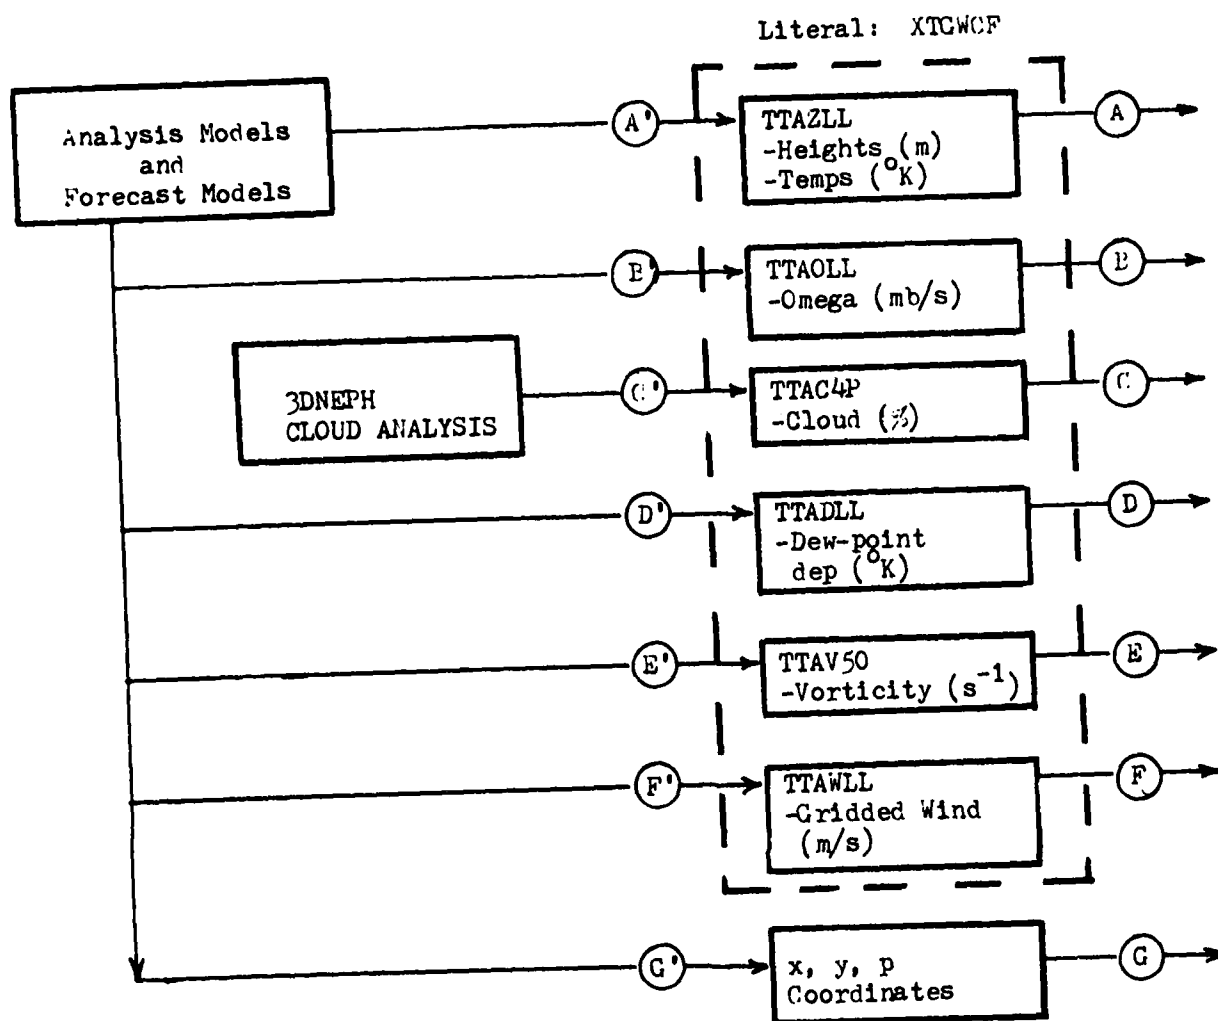 Literal: XTGWCF
Analysis Models
and
Forecast Models
A'
TTAZLL
-Heights (m)
-Temps (°K)
A
B'
TTAOLL
-Omega (mb/s)
B
3DNEPH
CLOUD ANALYSIS
C'
TTAC4P
-Cloud (%)
C
D'
TTADLL
-Dew-point
dep (°K)
D
E'
TTAV50
-Vorticity (s⁻¹)
E
F'
TTAWLL
-Gridded Wind
(m/s)
F
G'
x, y, p
Coordinates
G